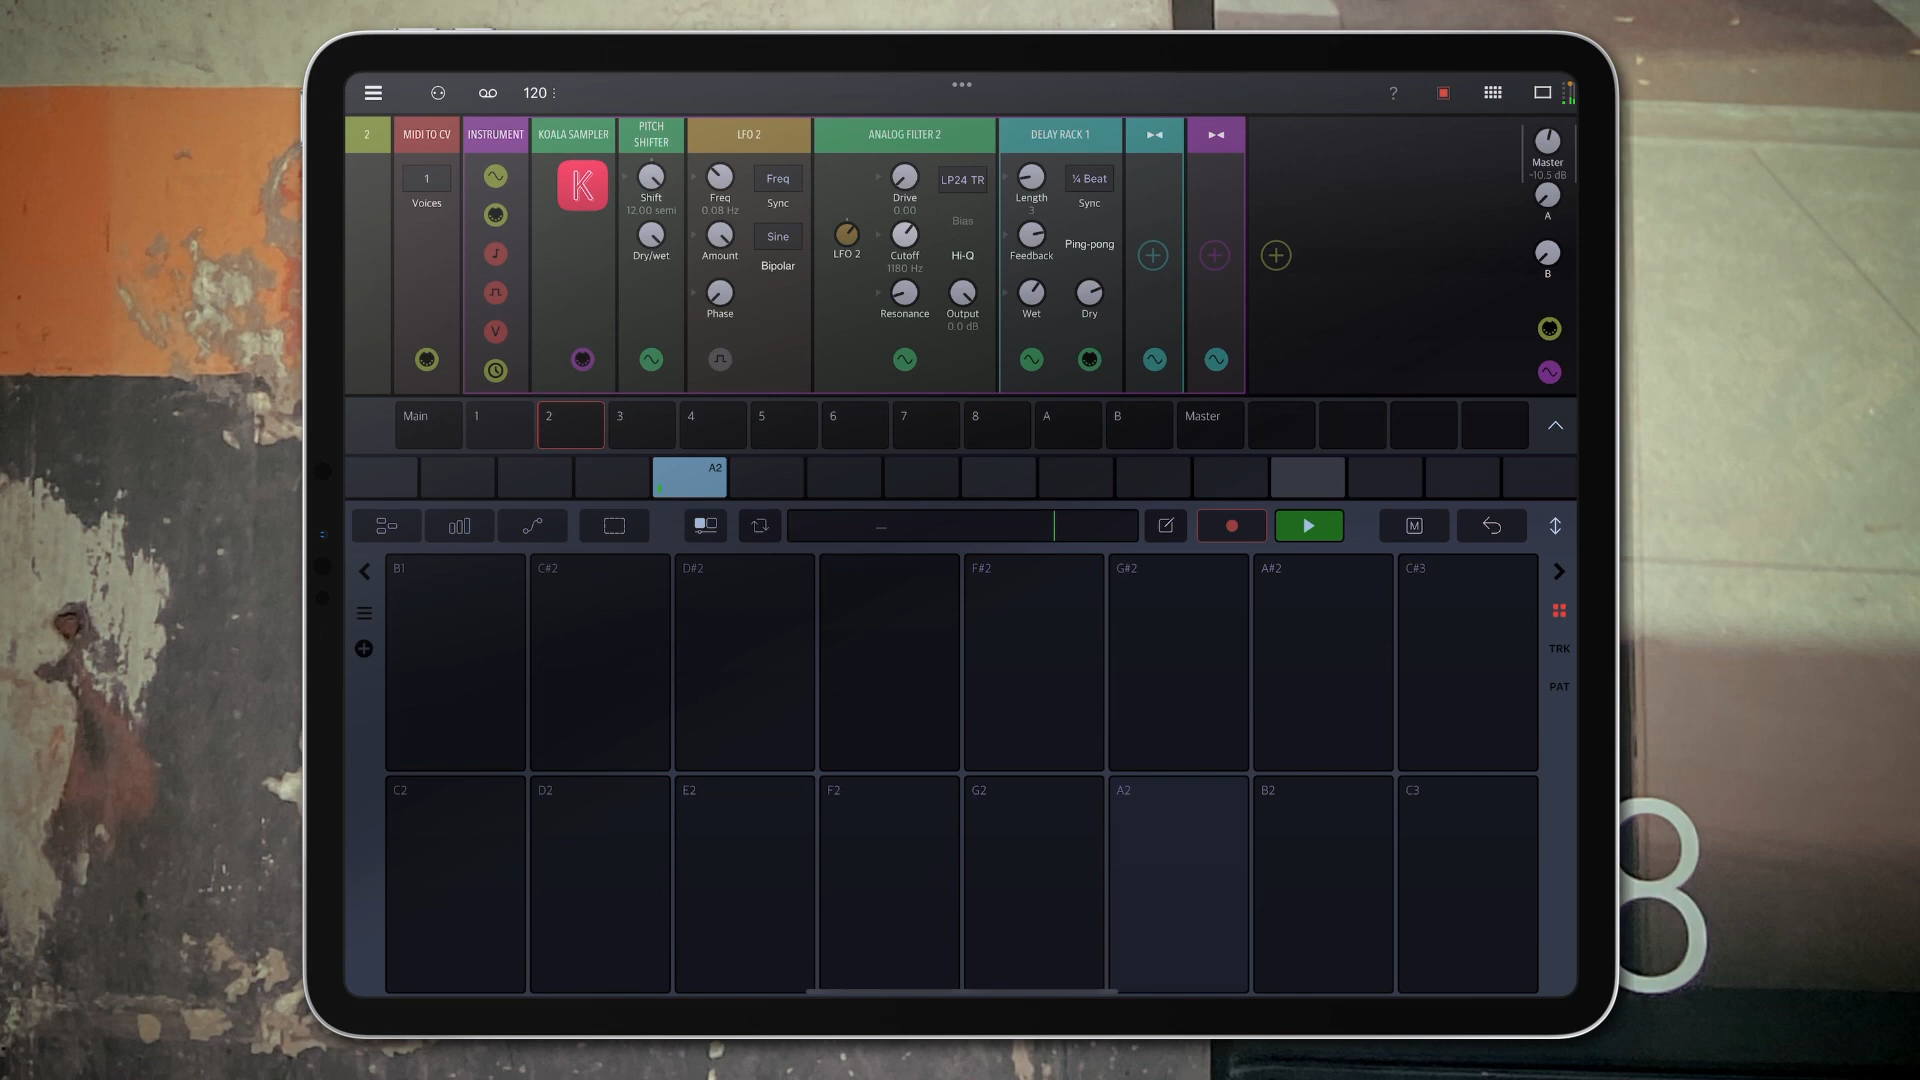 120
?
2
MIDI TO CV
INSTRUMENT
KOALA SAMPLER
PITCH
SHIFTER
LFO 2
ANALOG FILTER 2
DELAY RACK 1
1
Voices
K
Shift
12.00 semi
Dry/wet
Freq
0.08 Hz
Freq
Sync
Amount
Sine
Bipolar
Phase
LFO 2
Drive
0.00
LP24 TR
Bias
Cutoff
1180 Hz
Hi-Q
Resonance
Output
0.0 dB
Length
3
¼ Beat
Sync
Feedback
Ping-pong
Wet
Dry
Master
-10.5 dB
A
B
V
Main 1 2 3 4 5 6 7 8 A B Master
A2
M
B1 C#2 D#2 F#2 G#2 A#2 C#3
TRK
PAT
C2 D2 E2 F2 G2 A2 B2 C3
8